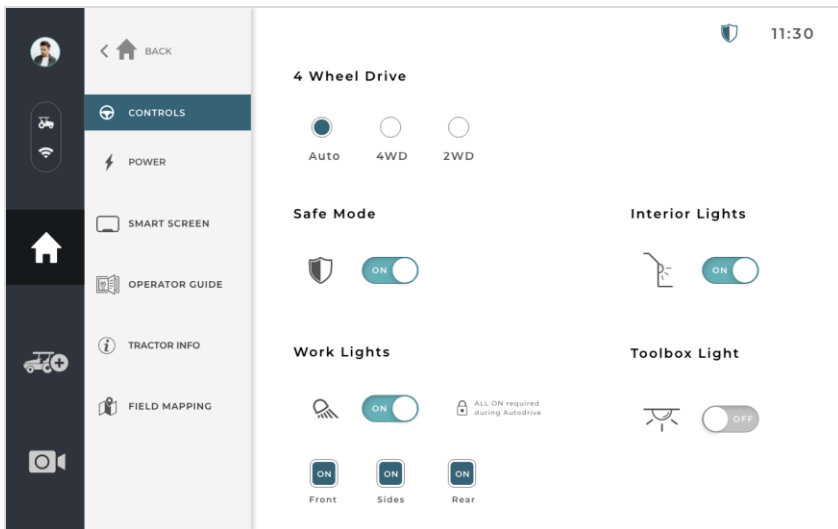 11:30
BACK
CONTROLS
POWER
SMART SCREEN
OPERATOR GUIDE
TRACTOR INFO
FIELD MAPPING
4 Wheel Drive
Auto 4WD 2WD
Safe Mode
ON
Interior Lights
ON
Work Lights
ON
ALL ON required
during Autodrive
ON ON ON
Front Sides Rear
Toolbox Light
OFF